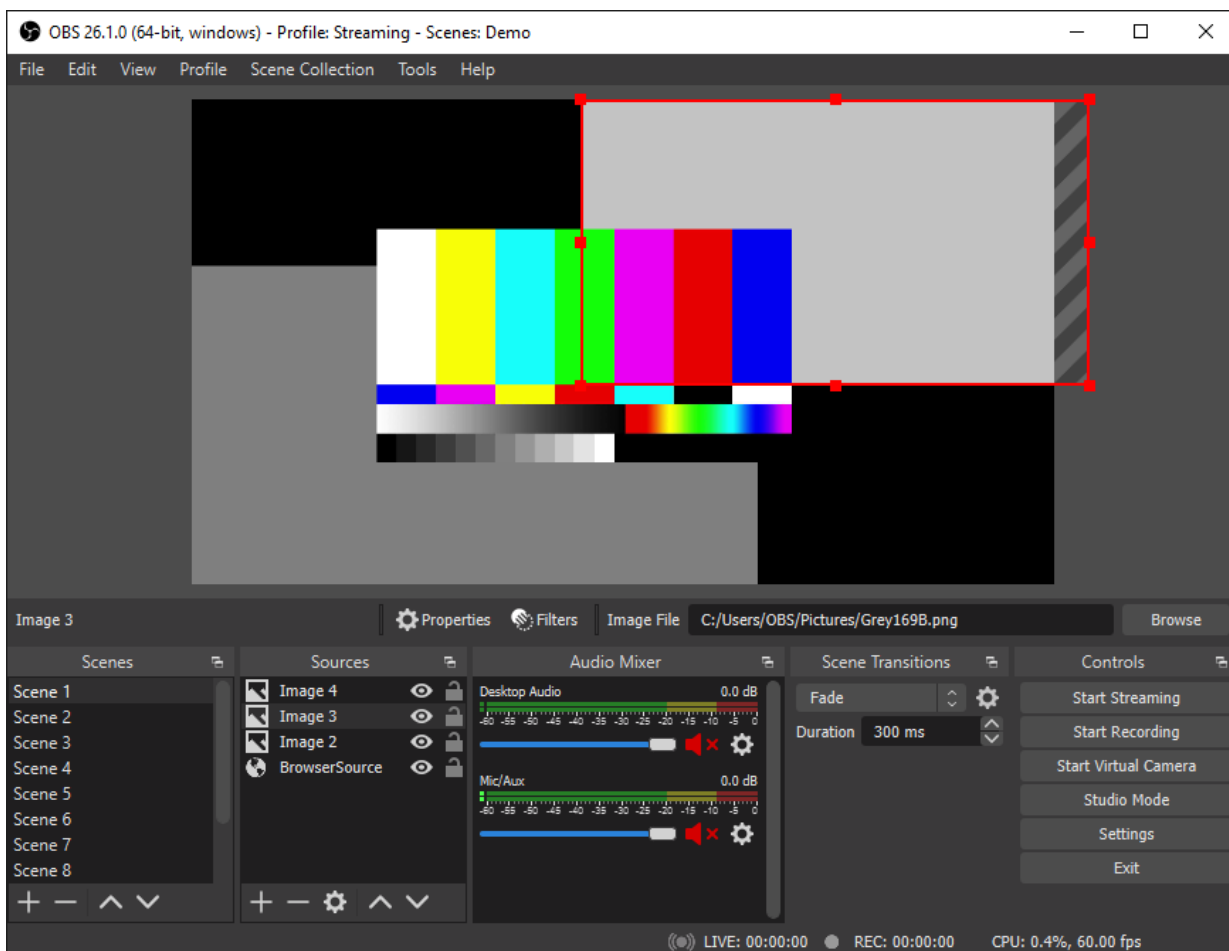 OBS 26.1.0 (64-bit, windows) - Profile: Streaming - Scenes: Demo
File Edit View Profile Scene Collection Tools Help
Image 3 Properties Filters Image File C:/Users/OBS/Pictures/Grey169B.png Browse
Scenes
Scene 1
Scene 2
Scene 3
Scene 4
Scene 5
Scene 6
Scene 7
Scene 8
Sources
Image 4
Image 3
Image 2
BrowserSource
Audio Mixer
Desktop Audio 0.0 dB
-60 -55 -50 -45 -40 -35 -30 -25 -20 -15 -10 -5 0
Mic/Aux 0.0 dB
-60 -55 -50 -45 -40 -35 -30 -25 -20 -15 -10 -5 0
Scene Transitions
Fade
Duration 300 ms
Controls
Start Streaming
Start Recording
Start Virtual Camera
Studio Mode
Settings
Exit
LIVE: 00:00:00 REC: 00:00:00 CPU: 0.4%, 60.00 fps